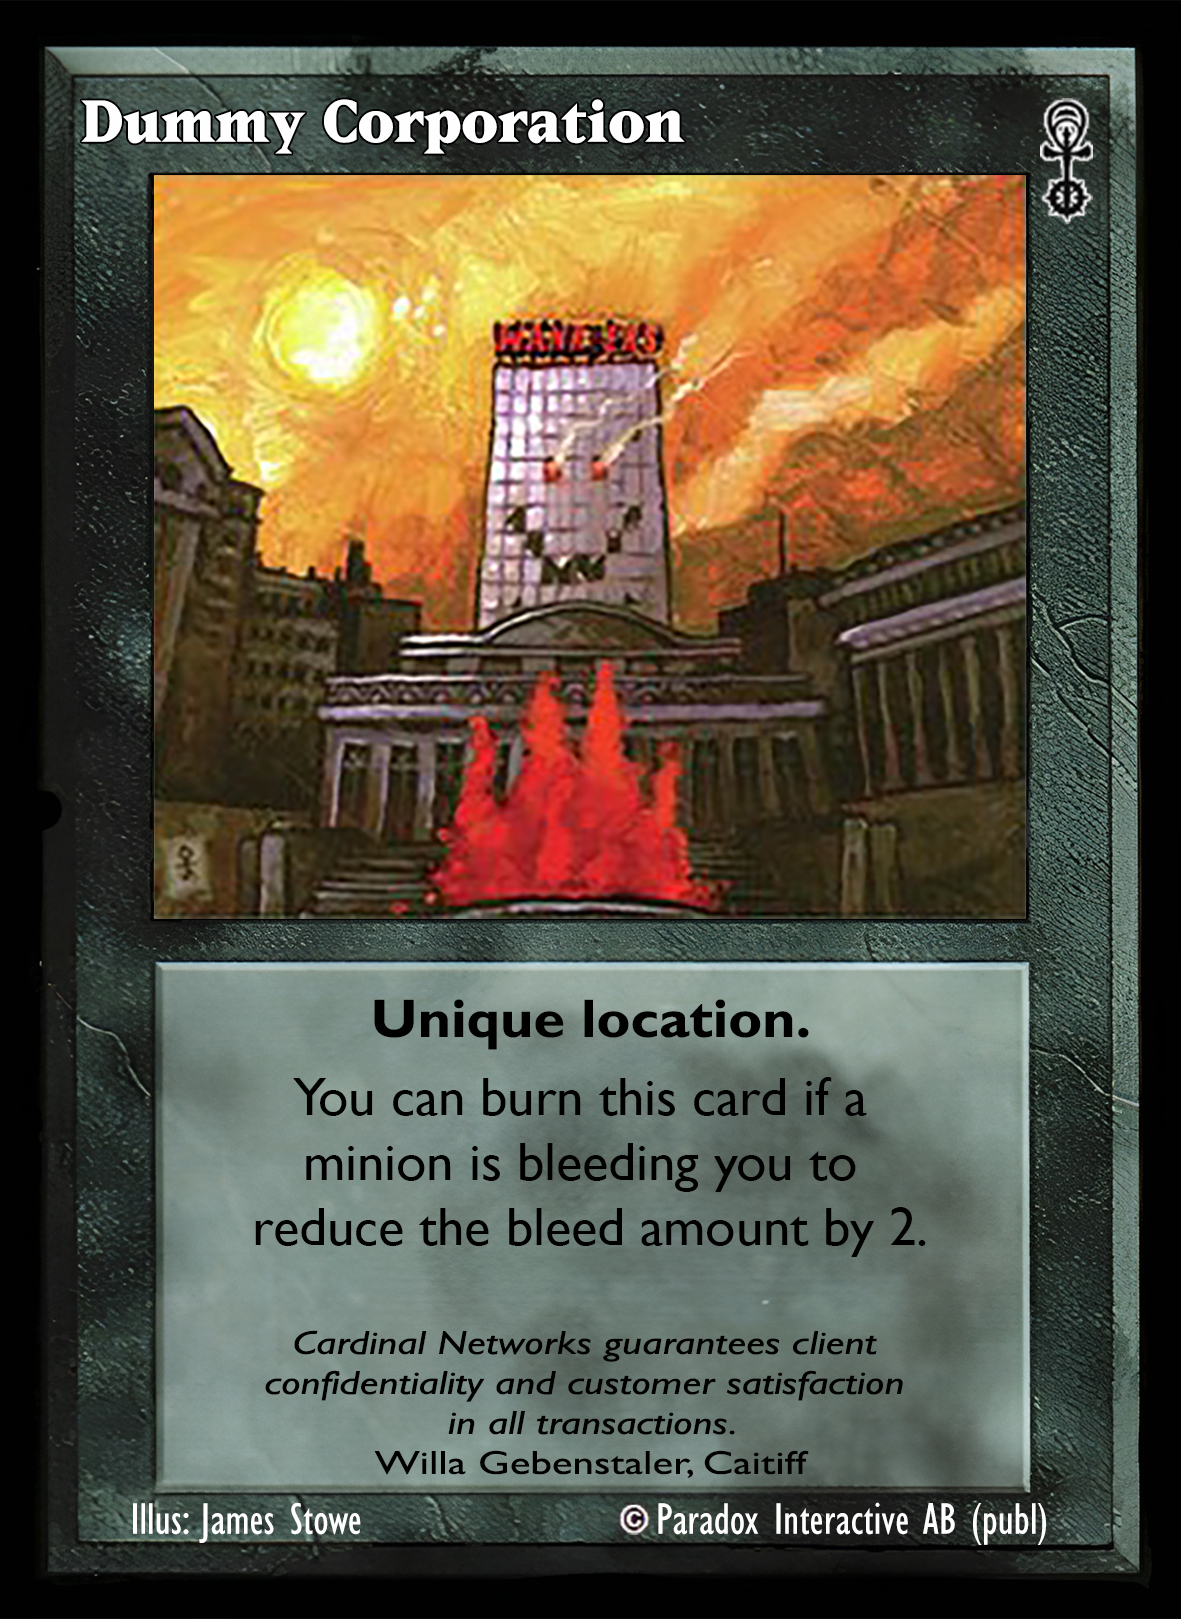 Dummy Corporation
Unique location.
You can burn this card if a
minion is bleeding you to
reduce the bleed amount by 2.
Cardinal Networks guarantees client
confidentiality and customer satisfaction
in all transactions.
Willa Gebenstaler, Caitiff
Illus: James Stowe
© Paradox Interactive AB (publ)